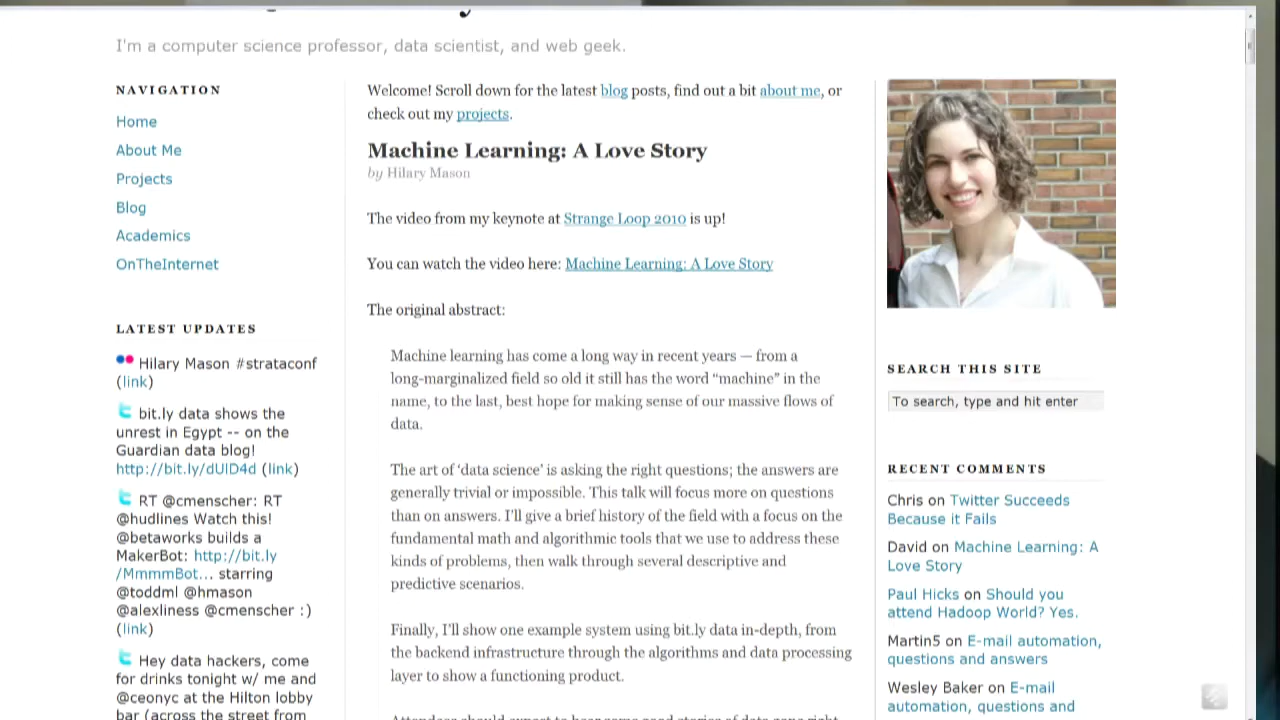 I'm a computer science professor, data scientist, and web geek.
NAVIGATION
Home
About Me
Projects
Blog
Academics
OnTheInternet
LATEST UPDATES
Hilary Mason #strataconf
(link)
bit.ly data shows the
unrest in Egypt -- on the
Guardian data blog!
http://bit.ly/dUlD4d (link)
RT @cmenscher: RT
@hudlines Watch this!
@betaworks builds a
MakerBot: http://bit.ly
/MmmmBot... starring
@toddml @hmason
@alexliness @cmenscher :)
(link)
Hey data hackers, come
for drinks tonight w/ me and
@ceonyc at the Hilton lobby
bar (across the street from
Welcome! Scroll down for the latest blog posts, find out a bit about me, or
check out my projects.
Machine Learning: A Love Story
by Hilary Mason
The video from my keynote at Strange Loop 2010 is up!
You can watch the video here: Machine Learning: A Love Story
The original abstract:
Machine learning has come a long way in recent years — from a
long-marginalized field so old it still has the word “machine” in the
name, to the last, best hope for making sense of our massive flows of
data.
The art of ‘data science’ is asking the right questions; the answers are
generally trivial or impossible. This talk will focus more on questions
than on answers. I’ll give a brief history of the field with a focus on the
fundamental math and algorithmic tools that we use to address these
kinds of problems, then walk through several descriptive and
predictive scenarios.
Finally, I’ll show one example system using bit.ly data in-depth, from
the backend infrastructure through the algorithms and data processing
layer to show a functioning product.
SEARCH THIS SITE
To search, type and hit enter
RECENT COMMENTS
Chris on Twitter Succeeds
Because it Fails
David on Machine Learning: A
Love Story
Paul Hicks on Should you
attend Hadoop World? Yes.
Martin5 on E-mail automation,
questions and answers
Wesley Baker on E-mail
automation, questions and